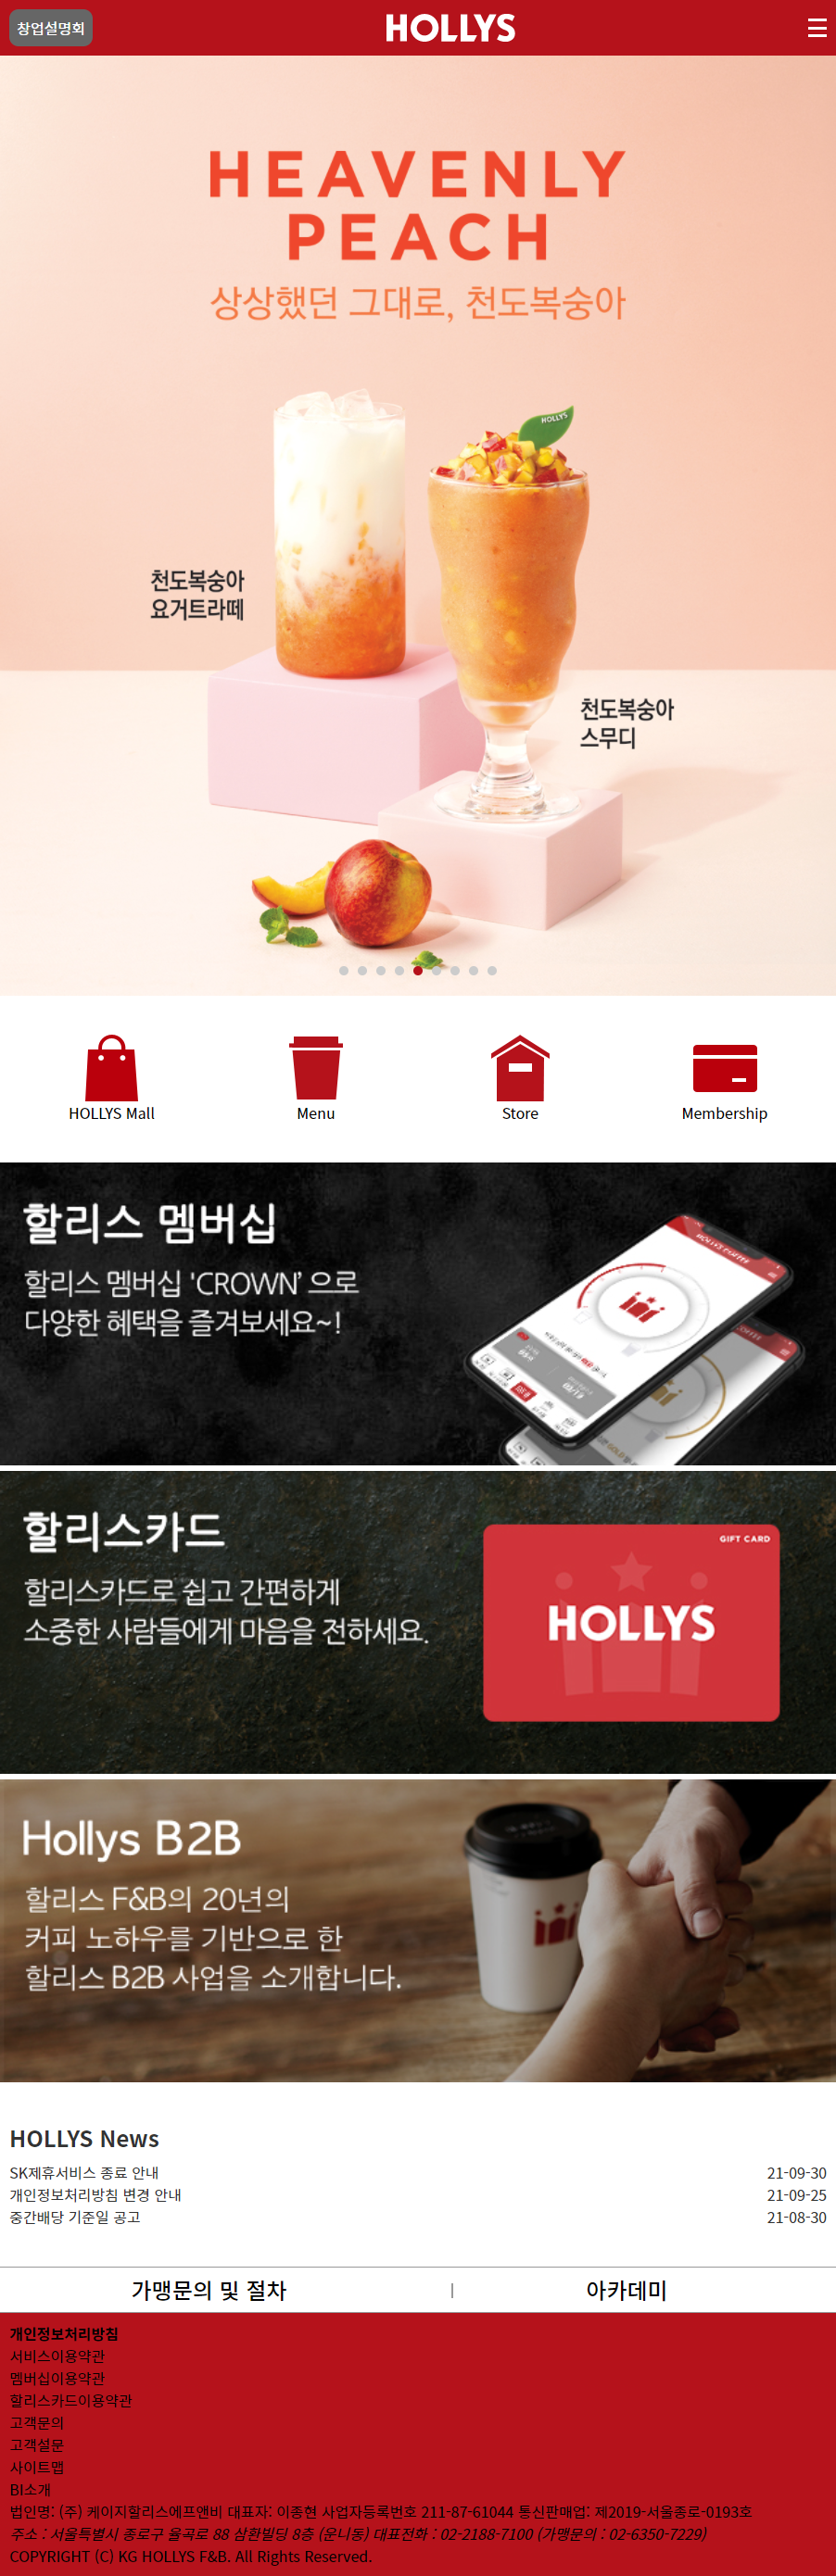 창업설명회
HOLLYS
HEAVENLY
PEACH
상상했던 그대로, 천도복숭아
HOLLYS
천도복숭아
요거트라떼
천도복숭아
스무디
HOLLYS Mall
Menu
Store
Membership
할리스 멤버십
할리스 멤버십 'CROWN’ 으로
다양한 혜택을 즐겨보세요~!
할리스카드
할리스카드로 쉽고 간편하게
소중한 사람들에게 마음을 전하세요.
GIFT CARD
HOLLYS
Hollys B2B
할리스 F&B의 20년의
커피 노하우를 기반으로 한
할리스 B2B 사업을 소개합니다.
HOLLYS News
SK제휴서비스 종료 안내 21-09-30
개인정보처리방침 변경 안내 21-09-25
중간배당 기준일 공고 21-08-30
가맹문의 및 절차 | 아카데미
개인정보처리방침
서비스이용약관
멤버십이용약관
할리스카드이용약관
고객문의
고객설문
사이트맵
BI소개
법인명: (주) 케이지할리스에프앤비 대표자: 이종현 사업자등록번호 211-87-61044 통신판매업: 제2019-서울종로-0193호
주소 : 서울특별시 종로구 율곡로 88 삼환빌딩 8층 (운니동) 대표전화 : 02-2188-7100 (가맹문의 : 02-6350-7229)
COPYRIGHT (C) KG HOLLYS F&B. All Rights Reserved.